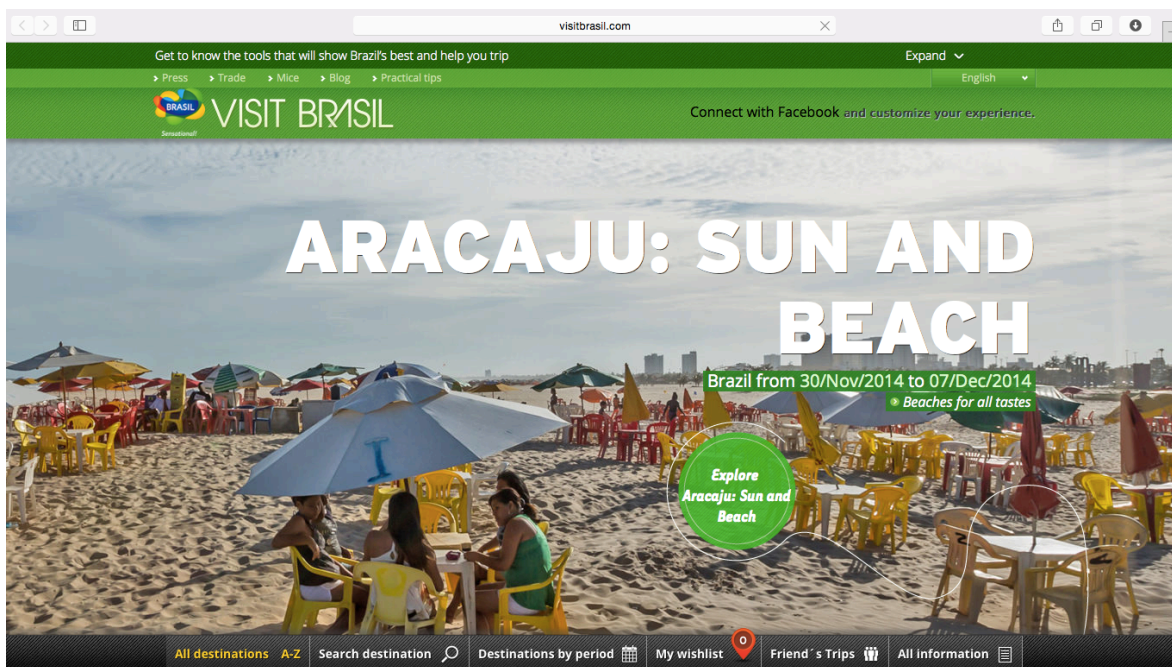 visitbrasil.com
Get to know the tools that will show Brazil's best and help you trip
Expand
Press Trade Mice Blog Practical tips
English
BRASIL
Sensational!
VISIT BRASIL
Connect with Facebook and customize your experience.
ARACAJU: SUN AND
BEACH
Brazil from 30/Nov/2014 to 07/Dec/2014
Beaches for all tastes
Explore
Aracaju: Sun and
Beach
All destinations A-Z Search destination Destinations by period My wishlist 0 Friend´s Trips All information